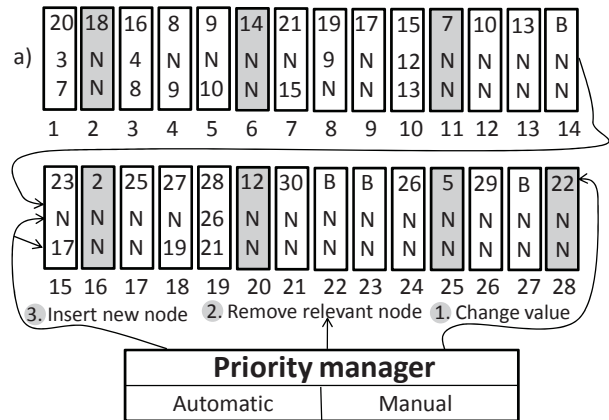 20 18 16 8 9 14 21 19 17 15 7 10 13 B
a) 3 N 4 N N N N 9 N 12 N N N N
7 N 8 9 10 N 15 N N 13 N N N N
1 2 3 4 5 6 7 8 9 10 11 12 13 14
23 2 25 27 28 12 30 B B 26 5 29 B 22
N N N N 26 N N N N N N N N N
17 N N 19 21 N N N N N N N N N
15 16 17 18 19 20 21 22 23 24 25 26 27 28
3. Insert new node 2. Remove relevant node 1. Change value
Priority manager
Automatic Manual